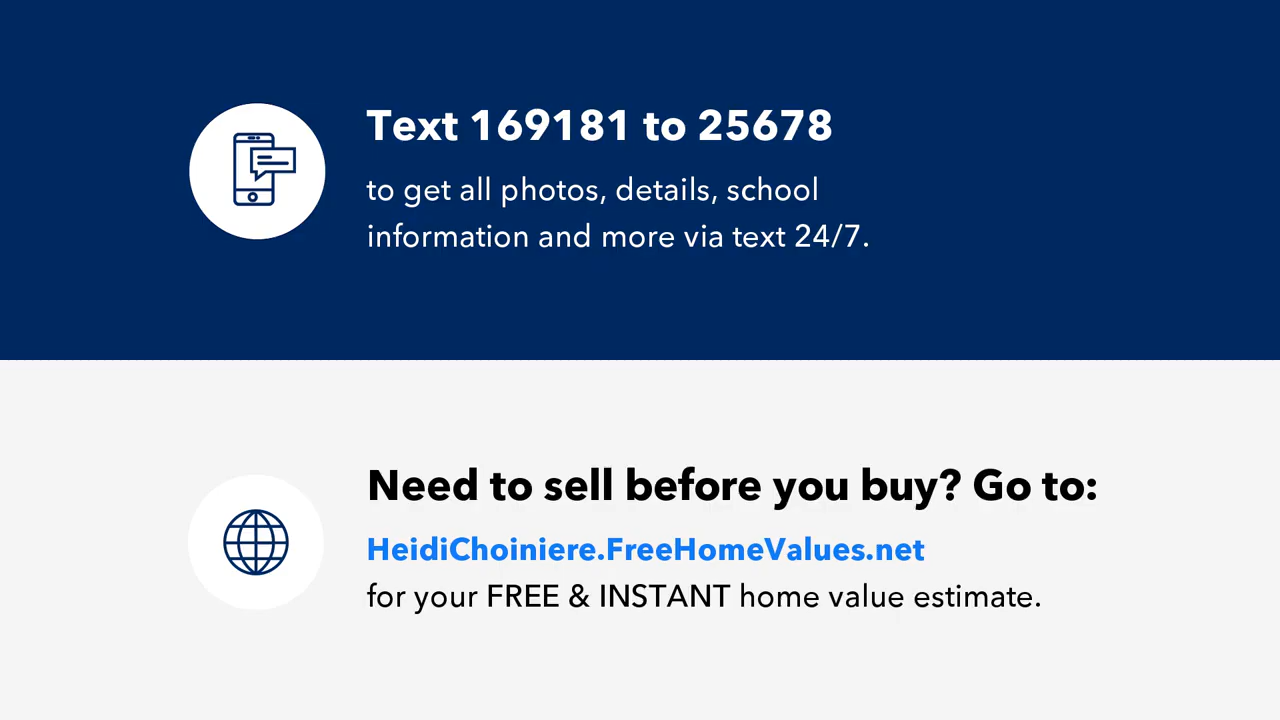 Text 169181 to 25678
to get all photos, details, school
information and more via text 24/7.
Need to sell before you buy? Go to:
HeidiChoiniere.FreeHomeValues.net
for your FREE & INSTANT home value estimate.